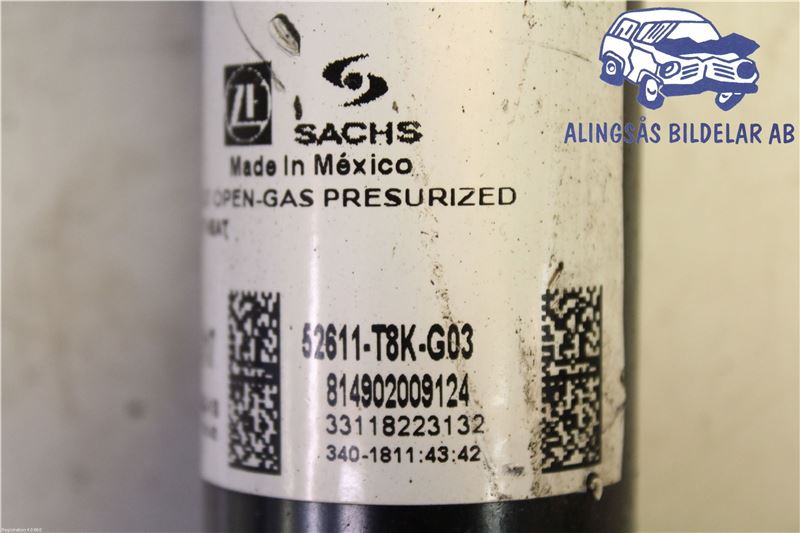 ZF
SACHS
Made In México
OPEN-GAS PRESURIZED
52611-T8K-G03
814902009124
33118223132
340-1811:43:42
ALINGSÅS BILDELAR AB